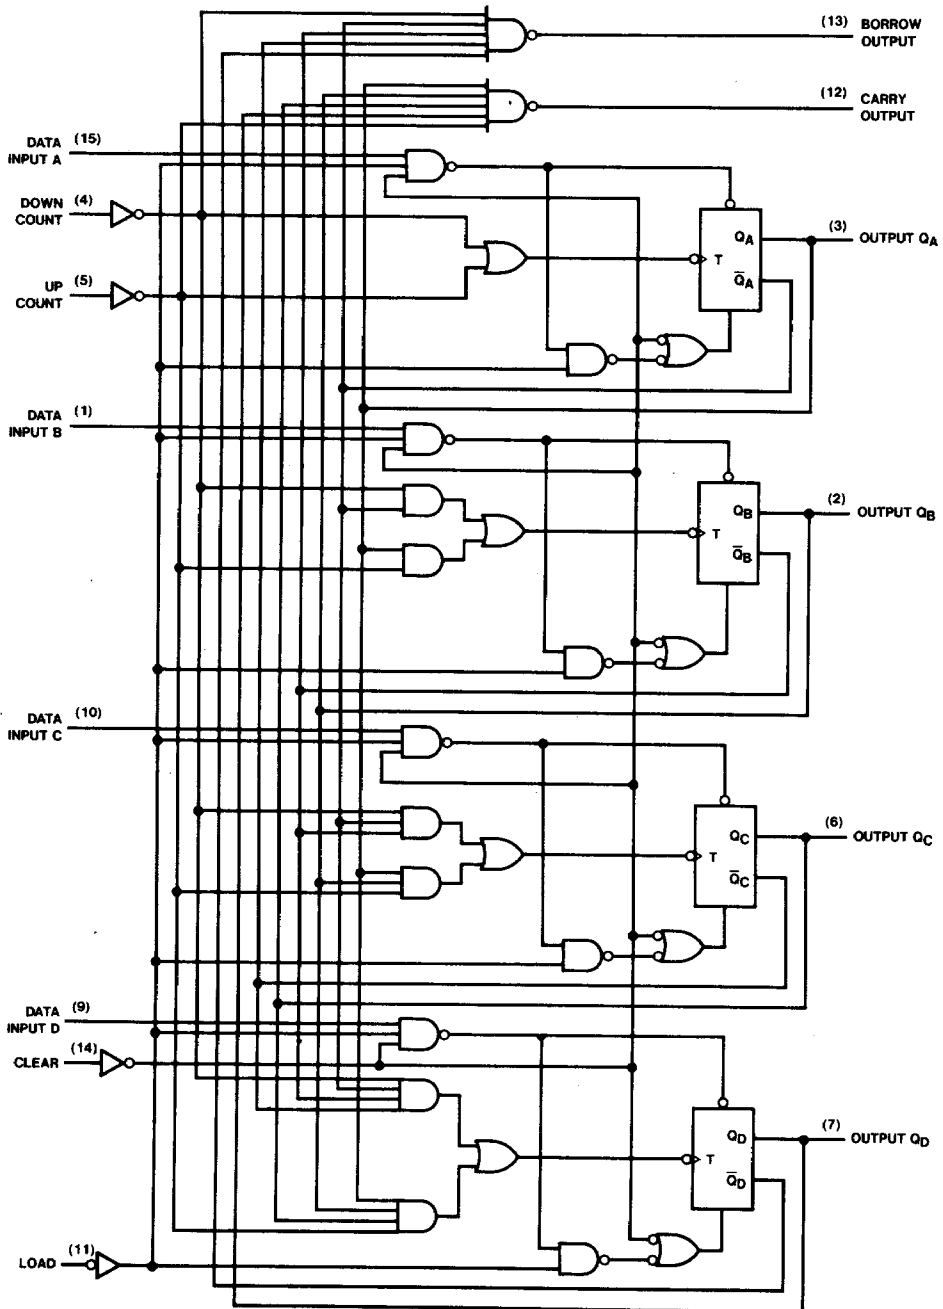 (13) BORROW
OUTPUT
(12) CARRY
OUTPUT
DATA (15)
INPUT A
DOWN (4)
COUNT
QA (3) OUTPUT QA
T
Q̅A
UP (5)
COUNT
DATA (1)
INPUT B
QB (2) OUTPUT QB
T
Q̅B
DATA (10)
INPUT C
QC (6) OUTPUT QC
T
Q̅C
DATA (9)
INPUT D
CLEAR (14)
QD (7) OUTPUT QD
T
Q̅D
LOAD (11)